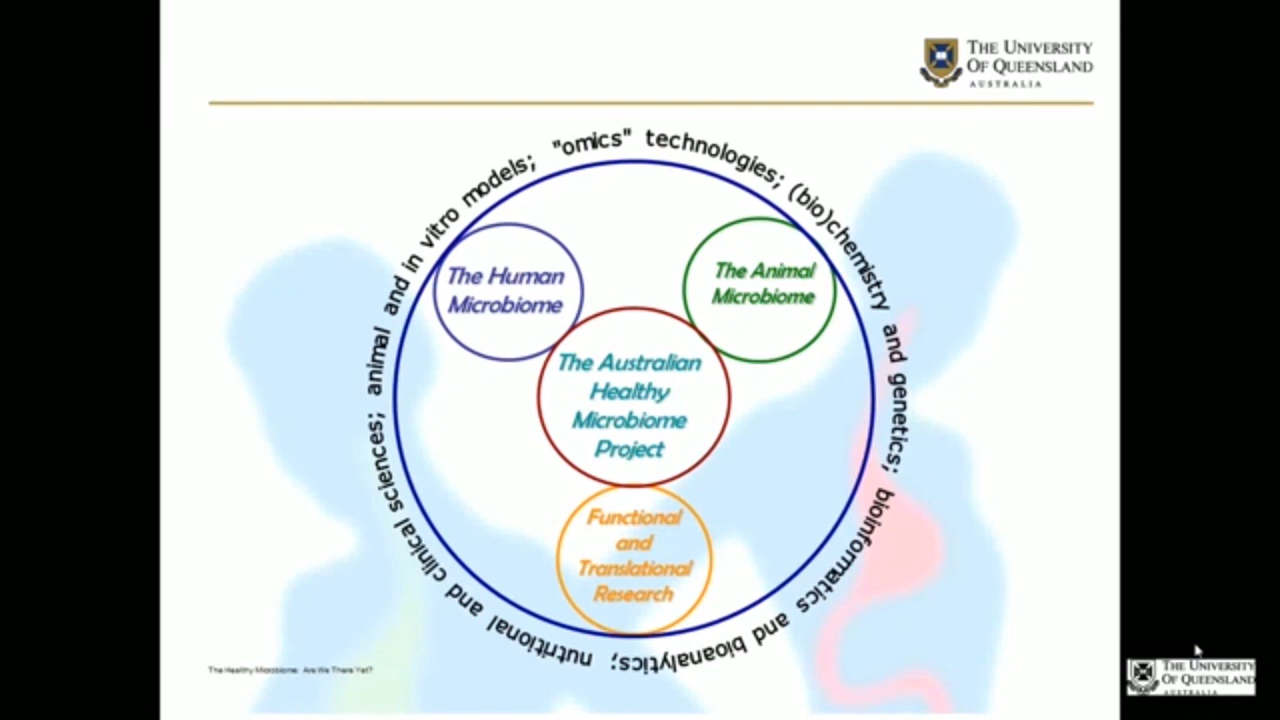 THE UNIVERSITY
OF QUEENSLAND
AUSTRALIA
"omics" technologies; (bio)chemistry and genetics; bioinformatics and bioanalytics; nutritional and clinical sciences; animal and in vitro models;
The Human
Microbiome
The Animal
Microbiome
The Australian
Healthy
Microbiome
Project
Functional
and
Translational
Research
The Healthy Microbiome: Are We There Yet?
THE UNIVERSITY
OF QUEENSLAND
AUSTRALIA